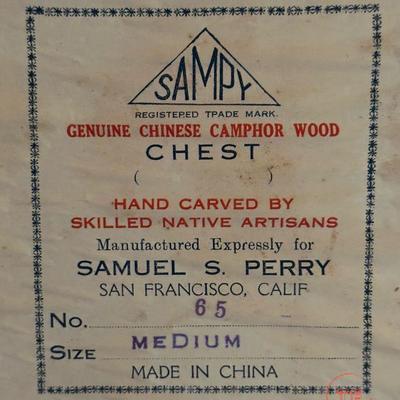 SAMPY
REGISTERED TRADE MARK.
GENUINE CHINESE CAMPHOR WOOD
CHEST
( )
HAND CARVED BY
SKILLED NATIVE ARTISANS
Manufactured Expressly for
SAMUEL S. PERRY
SAN FRANCISCO, CALIF
No. 65
SIZE MEDIUM
MADE IN CHINA